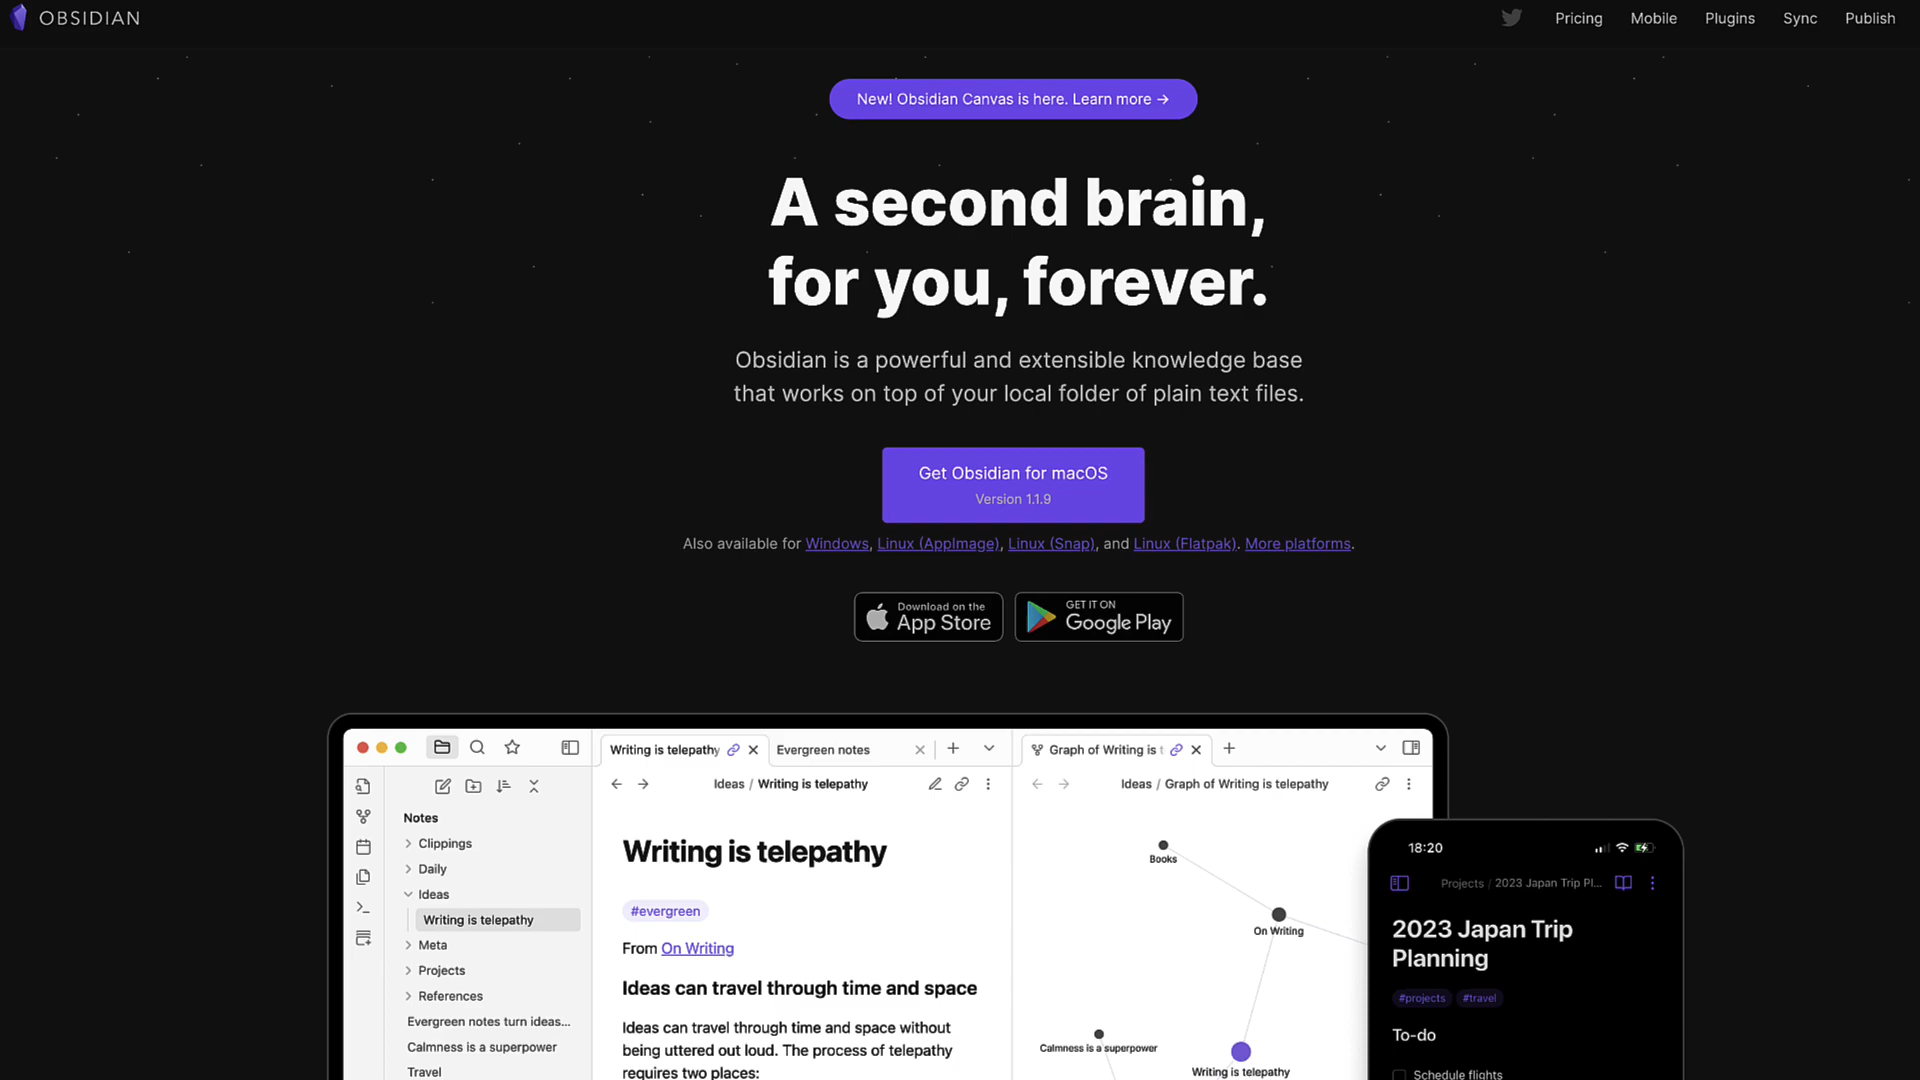 OBSIDIAN
Pricing
Mobile
Plugins
Sync
Publish
New! Obsidian Canvas is here. Learn more →
A second brain,
for you, forever.
Obsidian is a powerful and extensible knowledge base
that works on top of your local folder of plain text files.
Get Obsidian for macOS
Version 1.1.9
Also available for Windows, Linux (AppImage), Linux (Snap), and Linux (Flatpak). More platforms.
Download on the
App Store
GET IT ON
Google Play
Writing is telepathy
Evergreen notes
Graph of Writing is t
Ideas / Writing is telepathy
Ideas / Graph of Writing is telepathy
Notes
Clippings
Daily
Ideas
Writing is telepathy
Meta
Projects
References
Evergreen notes turn ideas...
Calmness is a superpower
Travel
Writing is telepathy
#evergreen
From On Writing
Ideas can travel through time and space
Ideas can travel through time and space without
being uttered out loud. The process of telepathy
requires two places:
Books
On Writing
Calmness is a superpower
Writing is telepathy
18:20
Projects / 2023 Japan Trip Pl...
2023 Japan Trip
Planning
#projects
#travel
To-do
Schedule flights